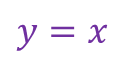 y = x